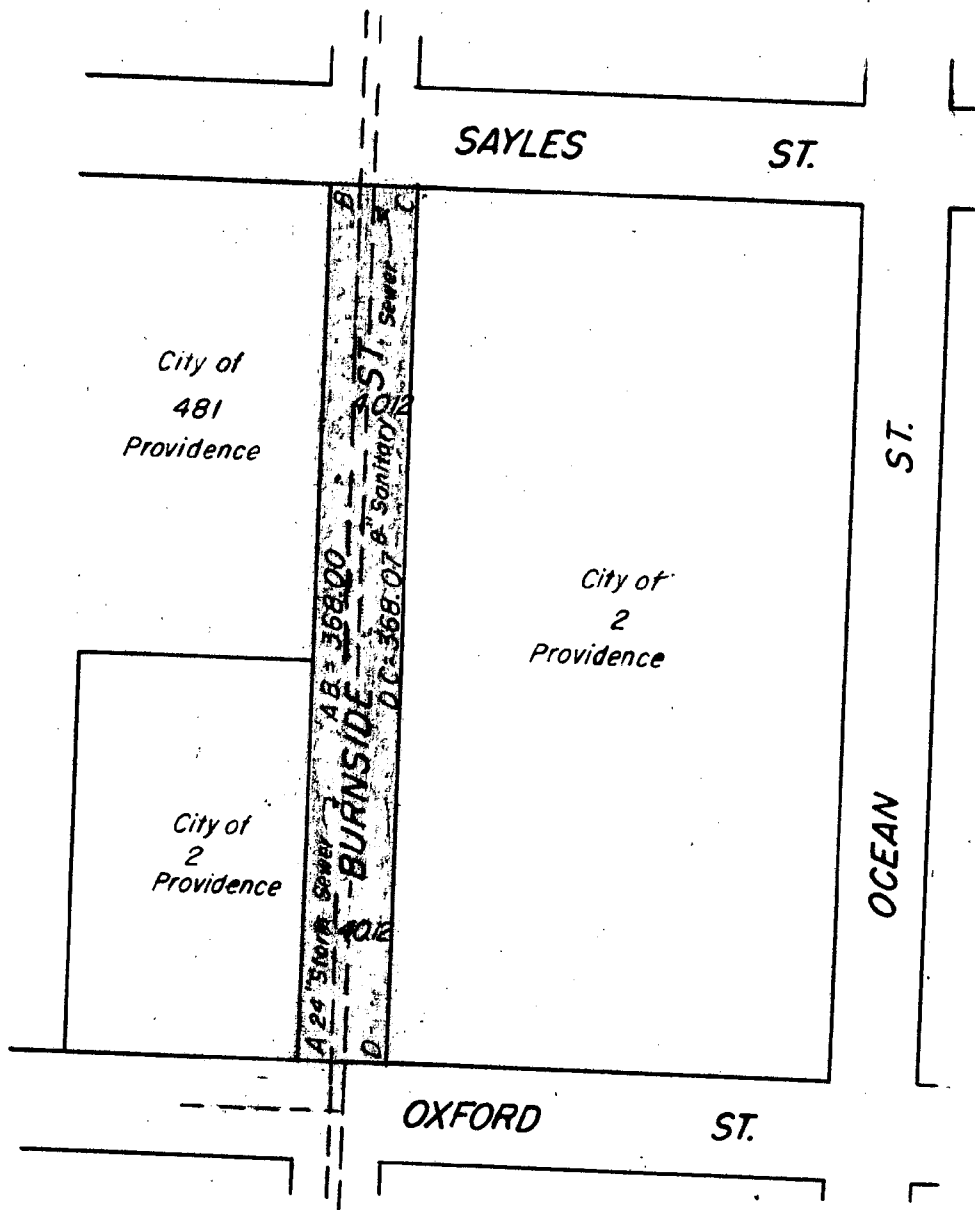 SAYLES ST.
B
C
City of
481
Providence
8" Sanitary Sewer
40.12
AB = 368.00
DC = 368.07
BURNSIDE ST.
City of
2
Providence
ST.
OCEAN
City of
2
Providence
24" Storm Sewer
40.12
A
D
OXFORD ST.